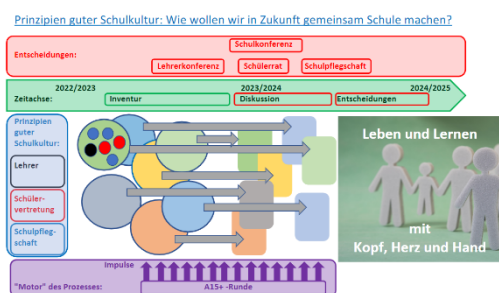 Prinzipien guter Schulkultur: Wie wollen wir in Zukunft gemeinsam Schule machen?
Schulkonferenz
Entscheidungen:
Lehrerkonferenz
Schülerrat
Schulpflegschaft
2022/2023
2023/2024
2024/2025
Zeitachse:
Inventur
Diskussion
Entscheidungen
Prinzipien
guter
Schulkultur:
Lehrer
Schüler-
vertretung
Schulpfleg-
schaft
Leben und Lernen
mit
Kopf, Herz und Hand
Impulse
"Motor" des Prozesses:
A15+ -Runde